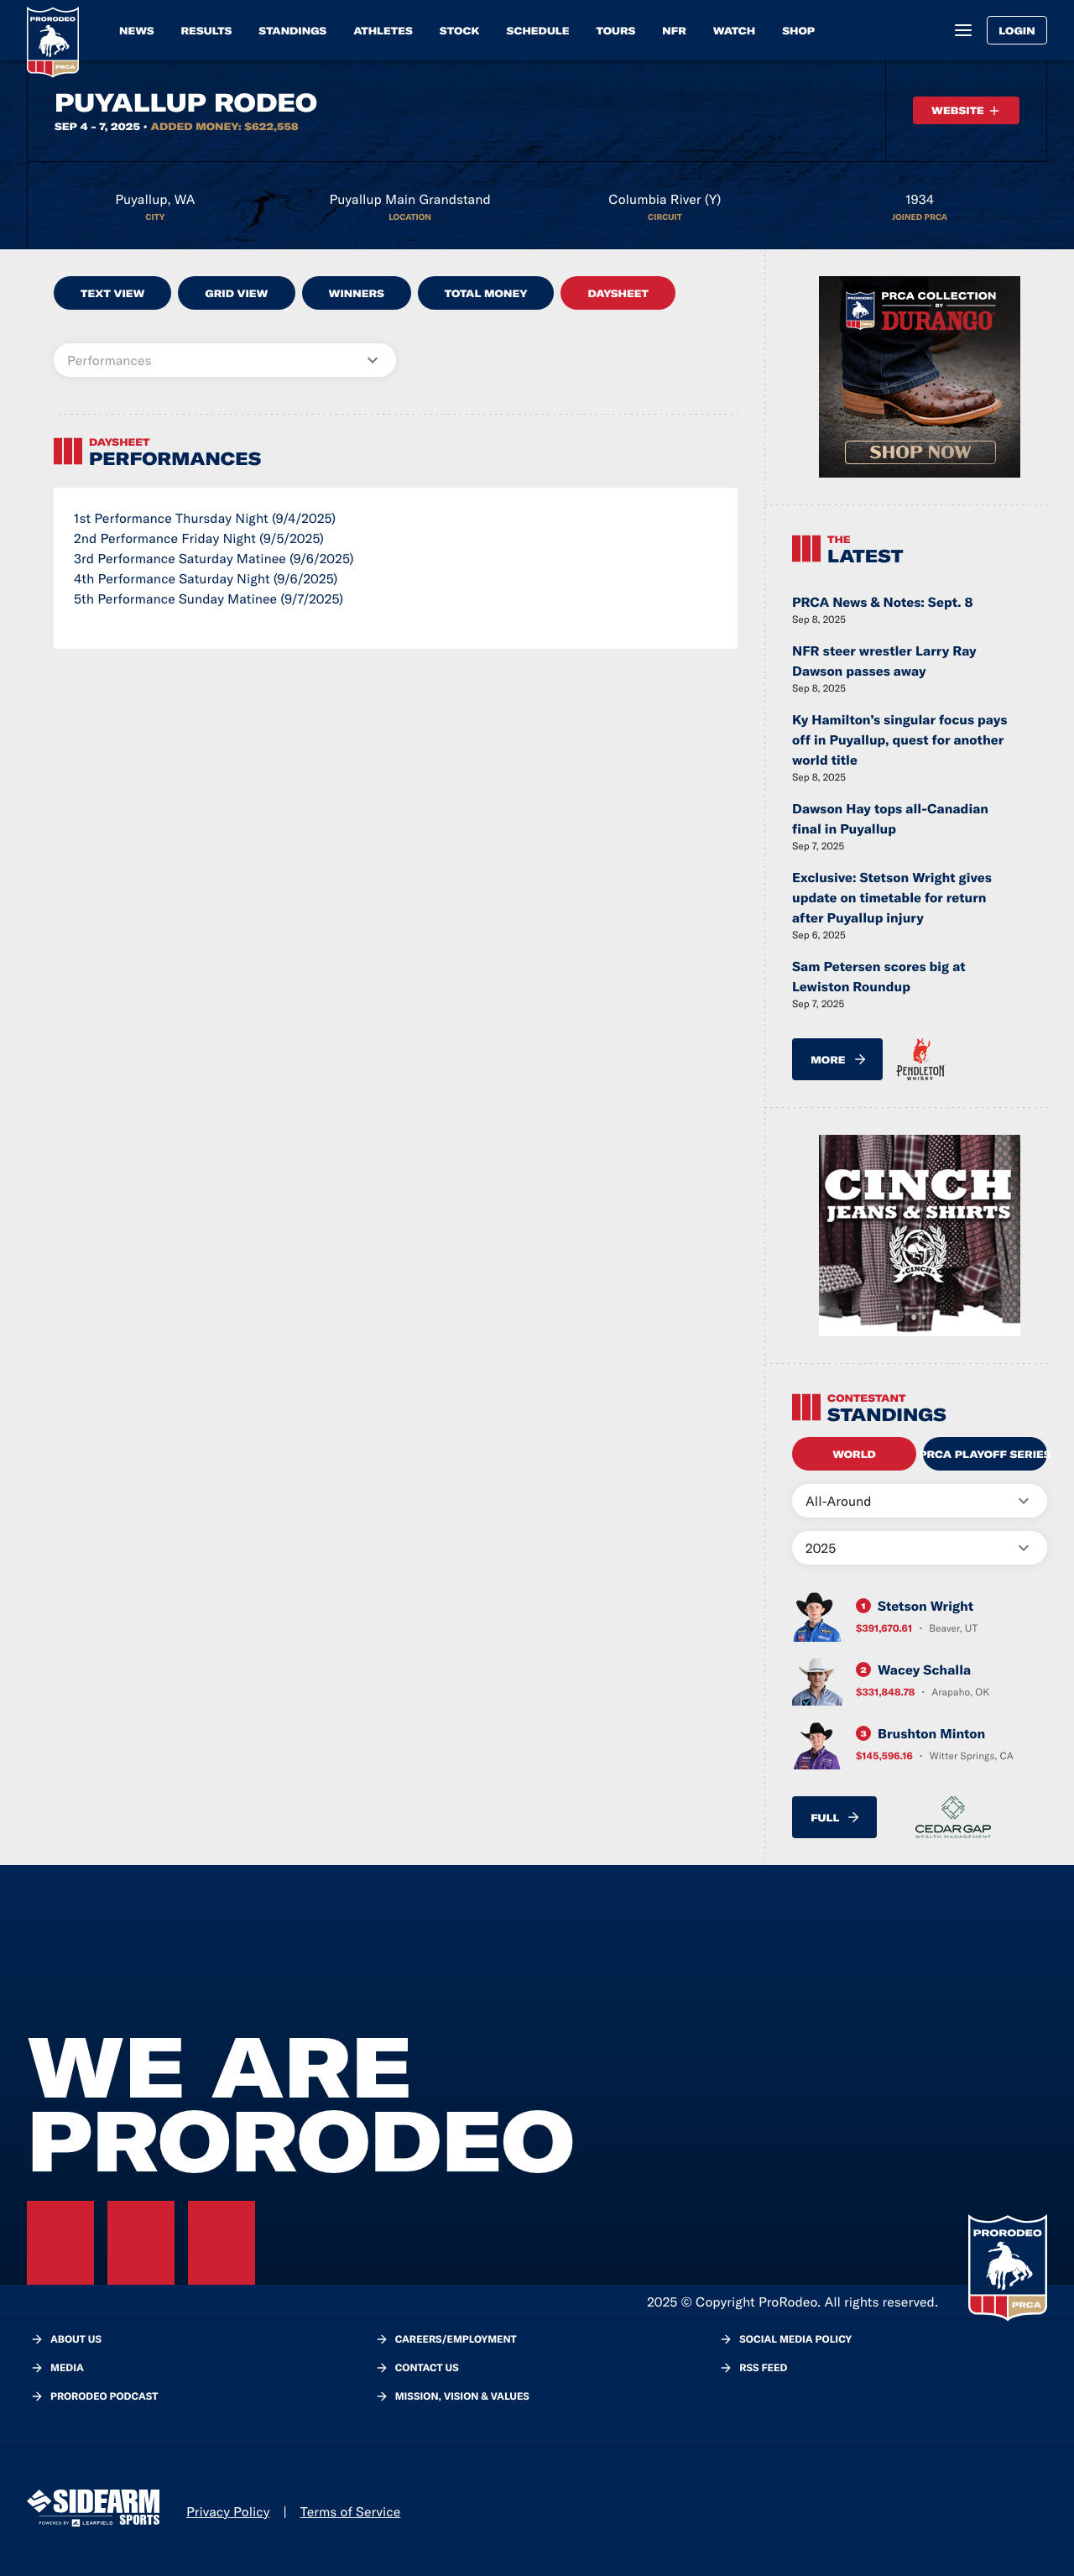 PRORODEO
PRCA
NEWS
RESULTS
STANDINGS
ATHLETES
STOCK
SCHEDULE
TOURS
NFR
WATCH
SHOP
LOGIN
PUYALLUP RODEO
SEP 4 - 7, 2025 • ADDED MONEY: $622,558
WEBSITE +
Puyallup, WA
CITY
Puyallup Main Grandstand
LOCATION
Columbia River (Y)
CIRCUIT
1934
JOINED PRCA
TEXT VIEW
GRID VIEW
WINNERS
TOTAL MONEY
DAYSHEET
Performances
DAYSHEET
PERFORMANCES
1st Performance Thursday Night (9/4/2025)
2nd Performance Friday Night (9/5/2025)
3rd Performance Saturday Matinee (9/6/2025)
4th Performance Saturday Night (9/6/2025)
5th Performance Sunday Matinee (9/7/2025)
PRORODEO
PRCA
PRCA COLLECTION
BY
DURANGO
SHOP NOW
THE
LATEST
PRCA News & Notes: Sept. 8
Sep 8, 2025
NFR steer wrestler Larry Ray
Dawson passes away
Sep 8, 2025
Ky Hamilton’s singular focus pays
off in Puyallup, quest for another
world title
Sep 8, 2025
Dawson Hay tops all-Canadian
final in Puyallup
Sep 7, 2025
Exclusive: Stetson Wright gives
update on timetable for return
after Puyallup injury
Sep 6, 2025
Sam Petersen scores big at
Lewiston Roundup
Sep 7, 2025
MORE
PENDLETON
WHISKY
CINCH
JEANS & SHIRTS
CINCH
CONTESTANT
STANDINGS
WORLD
PRCA PLAYOFF SERIES
All-Around
2025
1 Stetson Wright
$391,670.61 • Beaver, UT
2 Wacey Schalla
$331,848.78 • Arapaho, OK
3 Brushton Minton
$145,596.16 • Witter Springs, CA
FULL
CEDAR GAP
WEALTH MANAGEMENT
WE ARE
PRORODEO
PRORODEO
PRCA
2025 © Copyright ProRodeo. All rights reserved.
ABOUT US
MEDIA
PRORODEO PODCAST
CAREERS/EMPLOYMENT
CONTACT US
MISSION, VISION & VALUES
SOCIAL MEDIA POLICY
RSS FEED
SIDEARM
SPORTS
POWERED BY LEARFIELD
Privacy Policy | Terms of Service